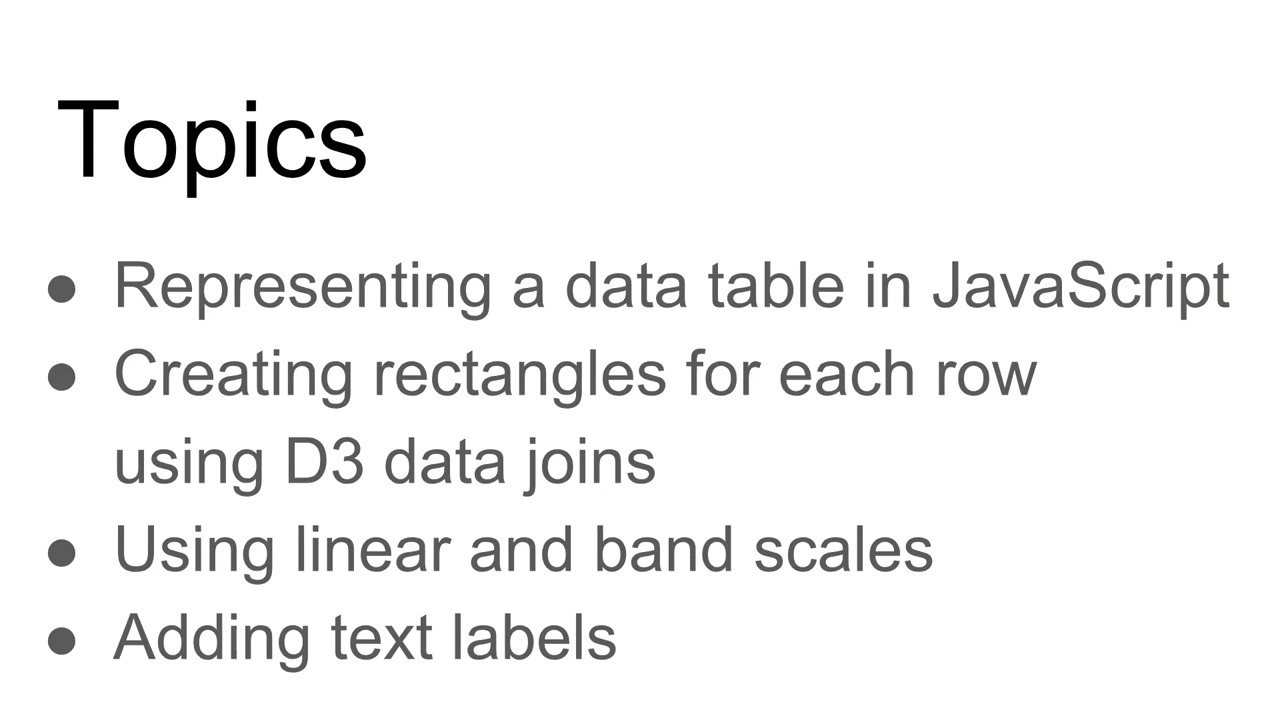 Topics
● Representing a data table in JavaScript
● Creating rectangles for each row
using D3 data joins
● Using linear and band scales
● Adding text labels